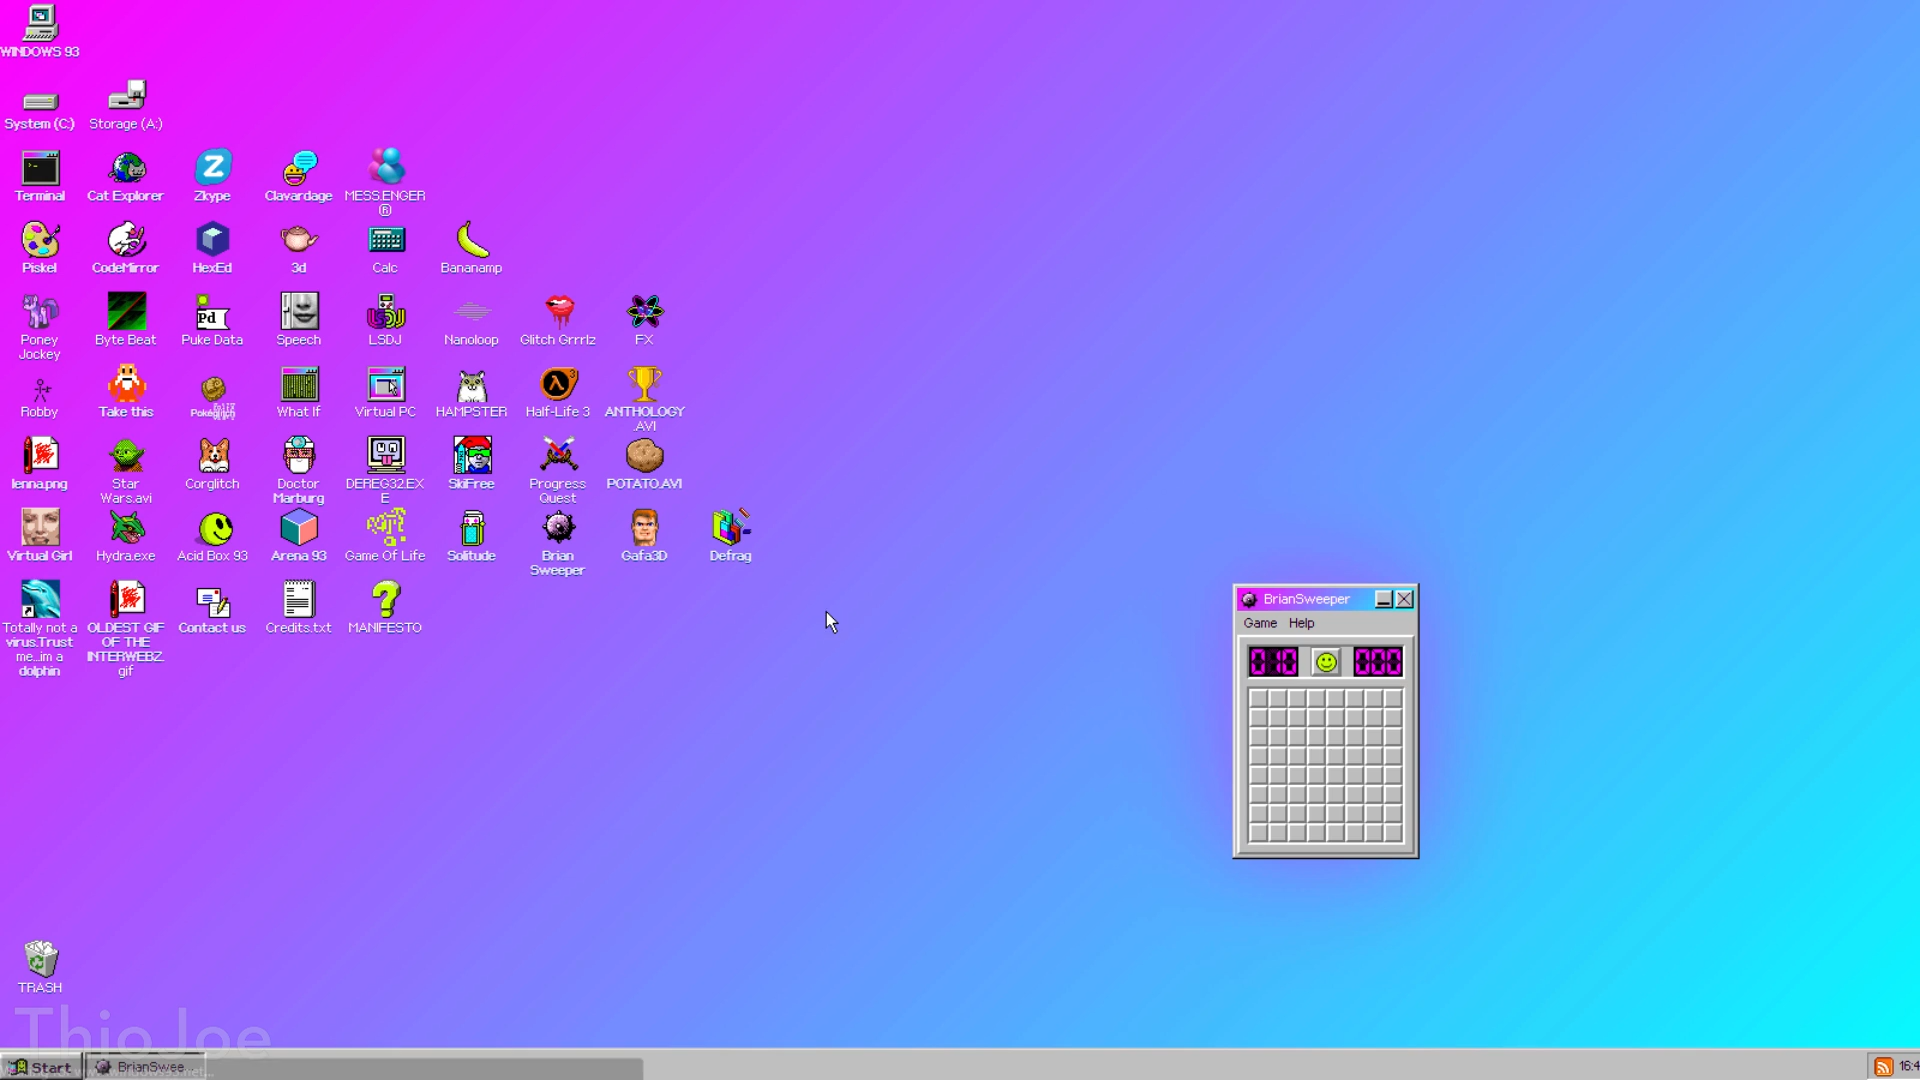 WINDOWS 93
System (C:) Storage (A:)
Terminal Cat Explorer Zkype Clavardage MESS.ENGER ®
Piskel CodeMirror HexEd 3d Calc Bananamp
Poney Jockey Byte Beat Puke Data Speech LSDJ Nanoloop Glitch Grrrlz FX
Robby Take this What If Virtual PC HAMPSTER Half-Life 3 ANTHOLOGY.AVI
lenna.png Star Wars.avi Corglitch Doctor Marburg DEREG32.EXE SkiFree Progress Quest POTATO.AVI
Virtual Girl Hydra.exe Acid Box 93 Arena 93 Game Of Life Solitude Brian Sweeper Gafa3D Defrag
Totally not a virus.Trust me...im a dolphin OLDEST GIF OF THE INTERWEBZ.gif Contact us Credits.txt MANIFESTO
BrianSweeper
Game Help
010 000
TRASH
ThioJoe
Start BrianSwee... 16:4